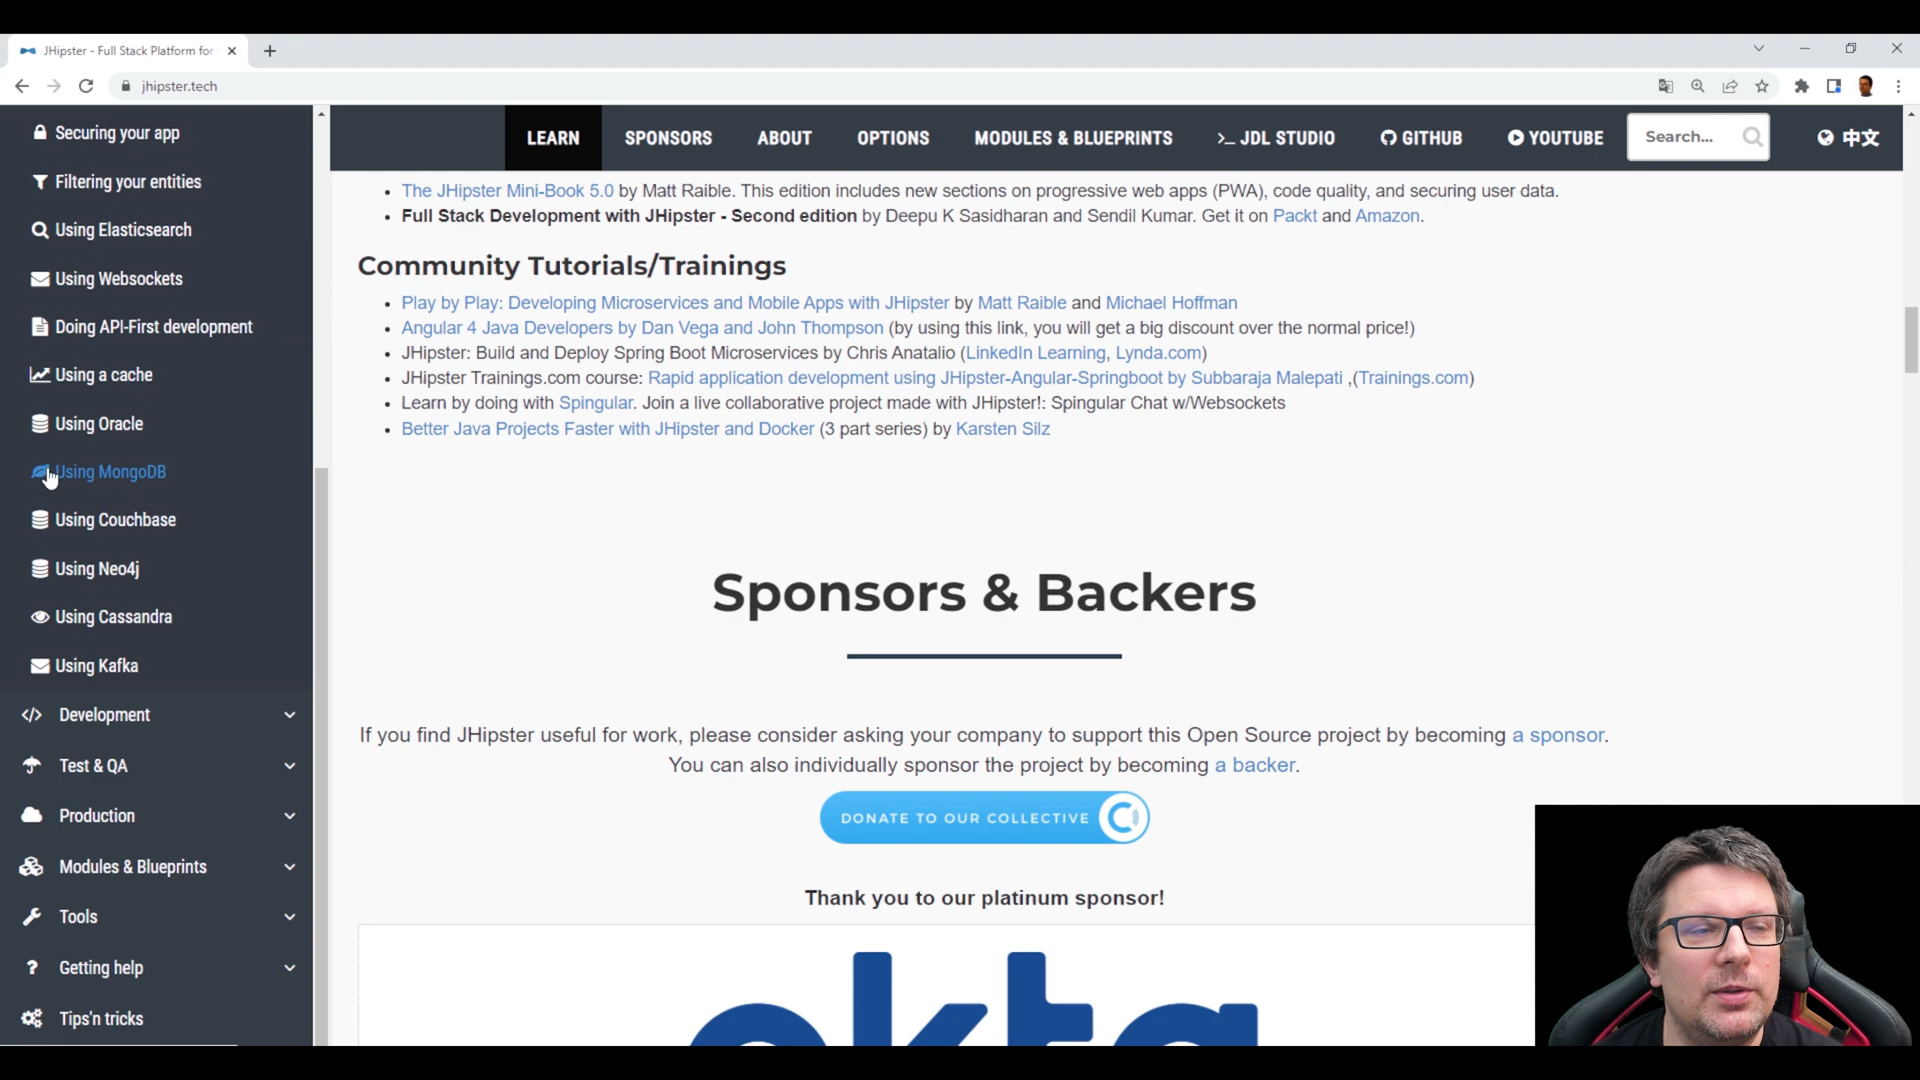 JHipster - Full Stack Platform for
jhipster.tech
Securing your app
Filtering your entities
Using Elasticsearch
Using Websockets
Doing API-First development
Using a cache
Using Oracle
Using MongoDB
Using Couchbase
Using Neo4j
Using Cassandra
Using Kafka
Development
Test & QA
Production
Modules & Blueprints
Tools
Getting help
Tips'n tricks
LEARN SPONSORS ABOUT OPTIONS MODULES & BLUEPRINTS >_ JDL STUDIO GITHUB YOUTUBE Search... 中文
• The JHipster Mini-Book 5.0 by Matt Raible. This edition includes new sections on progressive web apps (PWA), code quality, and securing user data.
• Full Stack Development with JHipster - Second edition by Deepu K Sasidharan and Sendil Kumar. Get it on Packt and Amazon.
Community Tutorials/Trainings
• Play by Play: Developing Microservices and Mobile Apps with JHipster by Matt Raible and Michael Hoffman
• Angular 4 Java Developers by Dan Vega and John Thompson (by using this link, you will get a big discount over the normal price!)
• JHipster: Build and Deploy Spring Boot Microservices by Chris Anatalio (LinkedIn Learning, Lynda.com)
• JHipster Trainings.com course: Rapid application development using JHipster-Angular-Springboot by Subbaraja Malepati ,(Trainings.com)
• Learn by doing with Spingular. Join a live collaborative project made with JHipster!: Spingular Chat w/Websockets
• Better Java Projects Faster with JHipster and Docker (3 part series) by Karsten Silz
Sponsors & Backers
If you find JHipster useful for work, please consider asking your company to support this Open Source project by becoming a sponsor.
You can also individually sponsor the project by becoming a backer.
DONATE TO OUR COLLECTIVE
Thank you to our platinum sponsor!
okta